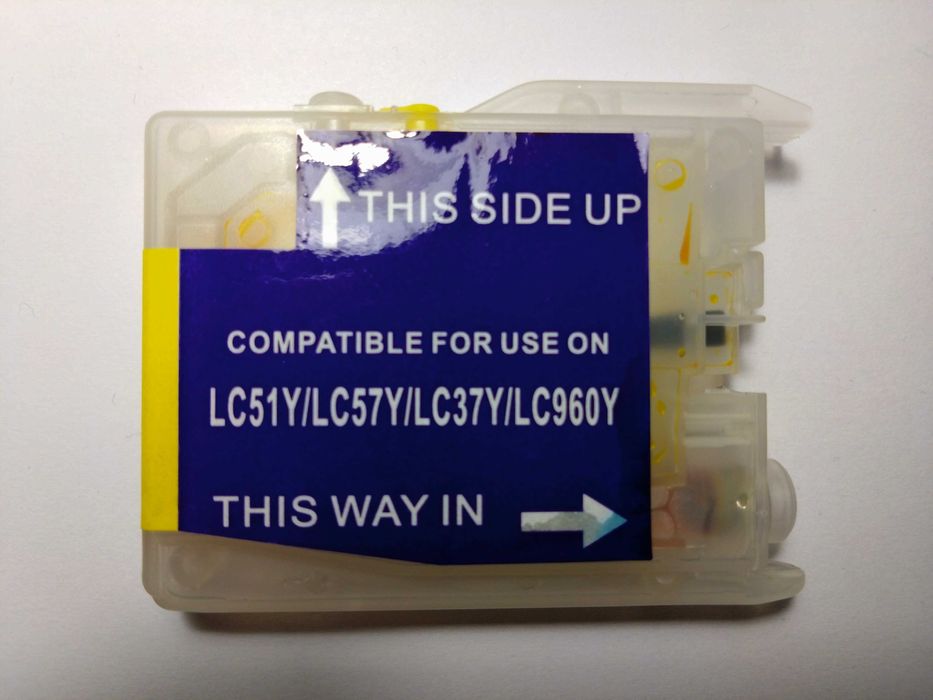 THIS SIDE UP
COMPATIBLE FOR USE ON
LC51Y/LC57Y/LC37Y/LC960Y
THIS WAY IN